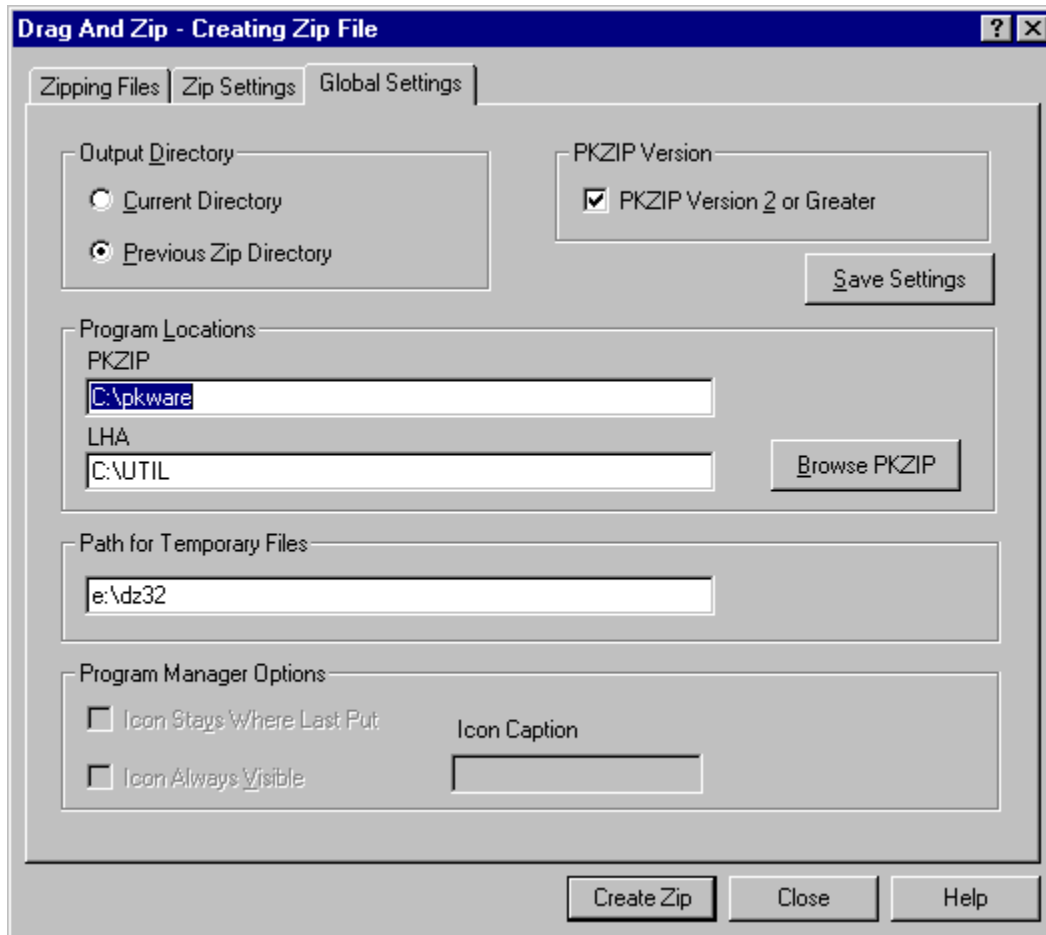 Drag And Zip - Creating Zip File
Zipping Files Zip Settings Global Settings
Output Directory
Current Directory
Previous Zip Directory
PKZIP Version
PKZIP Version 2 or Greater
Save Settings
Program Locations
PKZIP
C:\pkware
LHA
C:\UTIL
Browse PKZIP
Path for Temporary Files
e:\dz32
Program Manager Options
Icon Stays Where Last Put
Icon Always Visible
Icon Caption
Create Zip Close Help